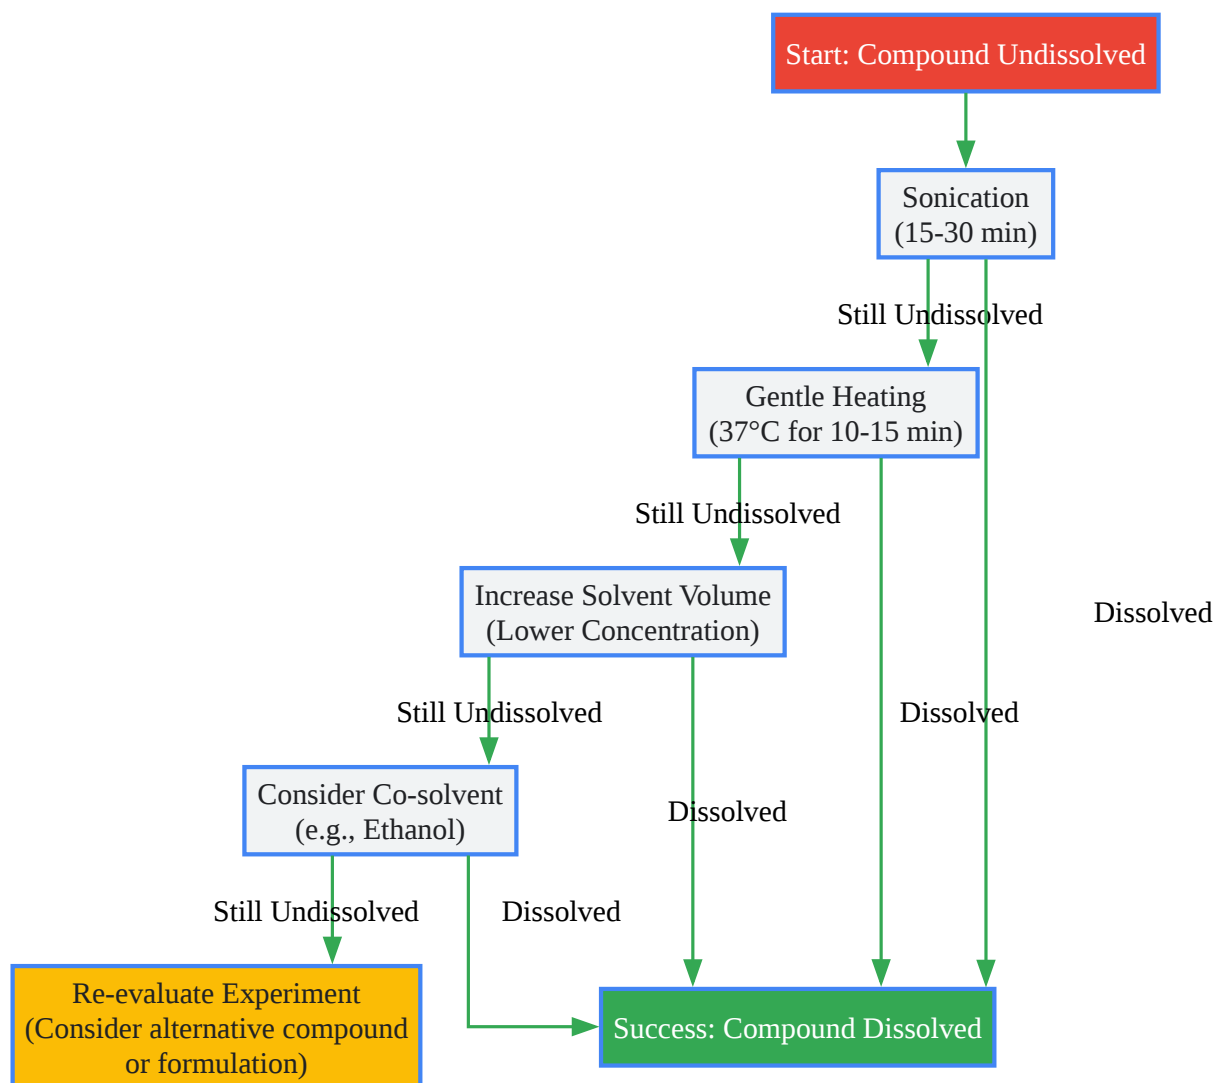 Start: Compound Undissolved
Sonication
(15-30 min)
Still Undissolved
Gentle Heating
(37°C for 10-15 min)
Still Undissolved
Increase Solvent Volume
(Lower Concentration)
Dissolved
Still Undissolved
Dissolved
Consider Co-solvent
(e.g., Ethanol)
Dissolved
Still Undissolved
Dissolved
Re-evaluate Experiment
(Consider alternative compound
or formulation)
Success: Compound Dissolved